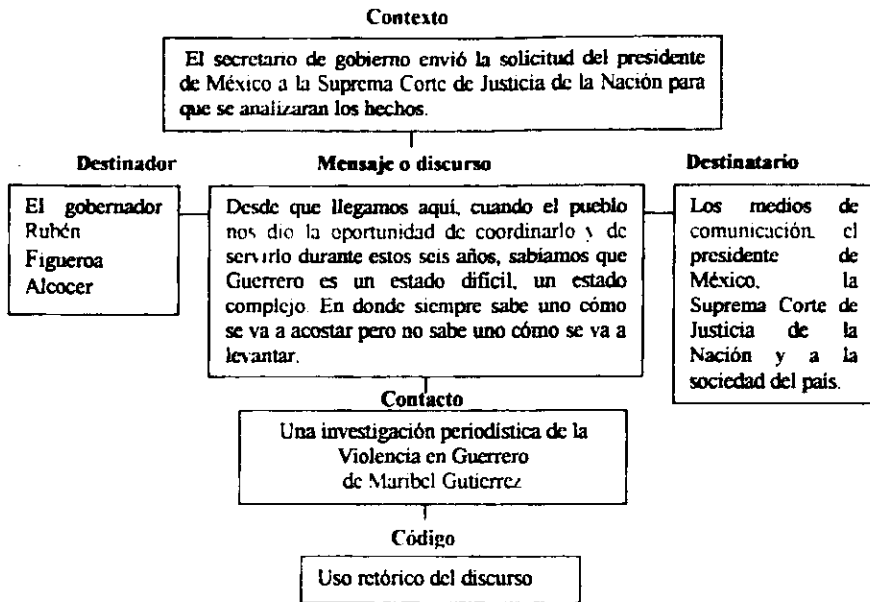 Contexto
El secretario de gobierno envió la solicitud del presidente
de México a la Suprema Corte de Justicia de la Nación para
que se analizaran los hechos.
Destinador
Mensaje o discurso
Destinatario
El gobernador
Rubén
Figueroa
Alcocer
Desde que llegamos aquí, cuando el pueblo
nos dio la oportunidad de coordinarlo y de
servirlo durante estos seis años, sabíamos que
Guerrero es un estado difícil, un estado
complejo. En donde siempre sabe uno cómo
se va a acostar pero no sabe uno cómo se va a
levantar.
Los medios de
comunicación, el
presidente de
México, la
Suprema Corte de
Justicia de la
Nación y a la
sociedad del país.
Contacto
Una investigación periodística de la
Violencia en Guerrero
de Maribel Gutierrez
Código
Uso retórico del discurso